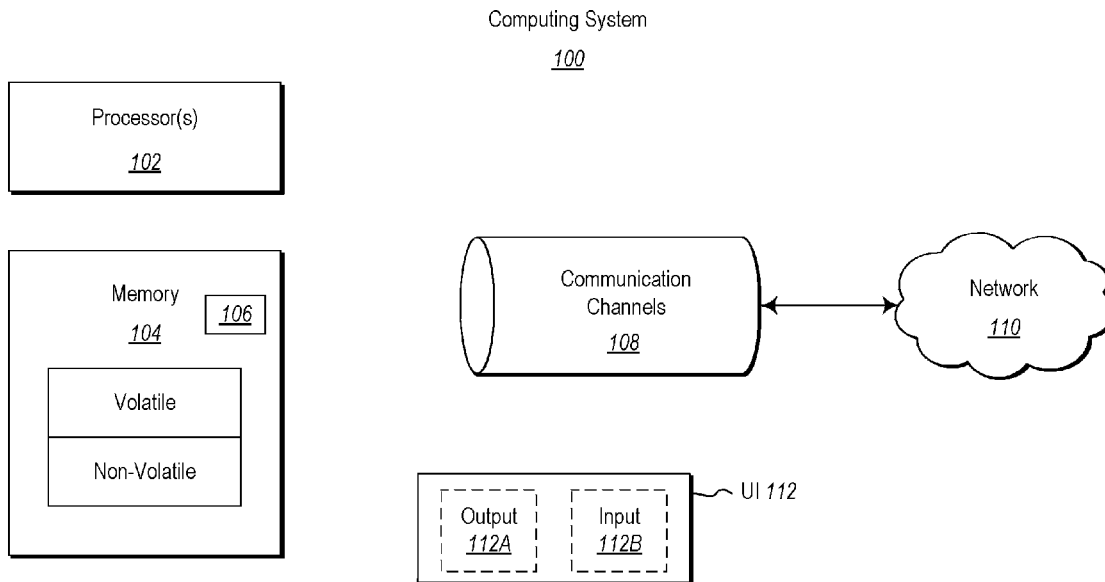 Computing System
100
Processor(s)
102
Memory
104
106
Volatile
Non-Volatile
Communication
Channels
108
Network
110
UI 112
Output
112A
Input
112B